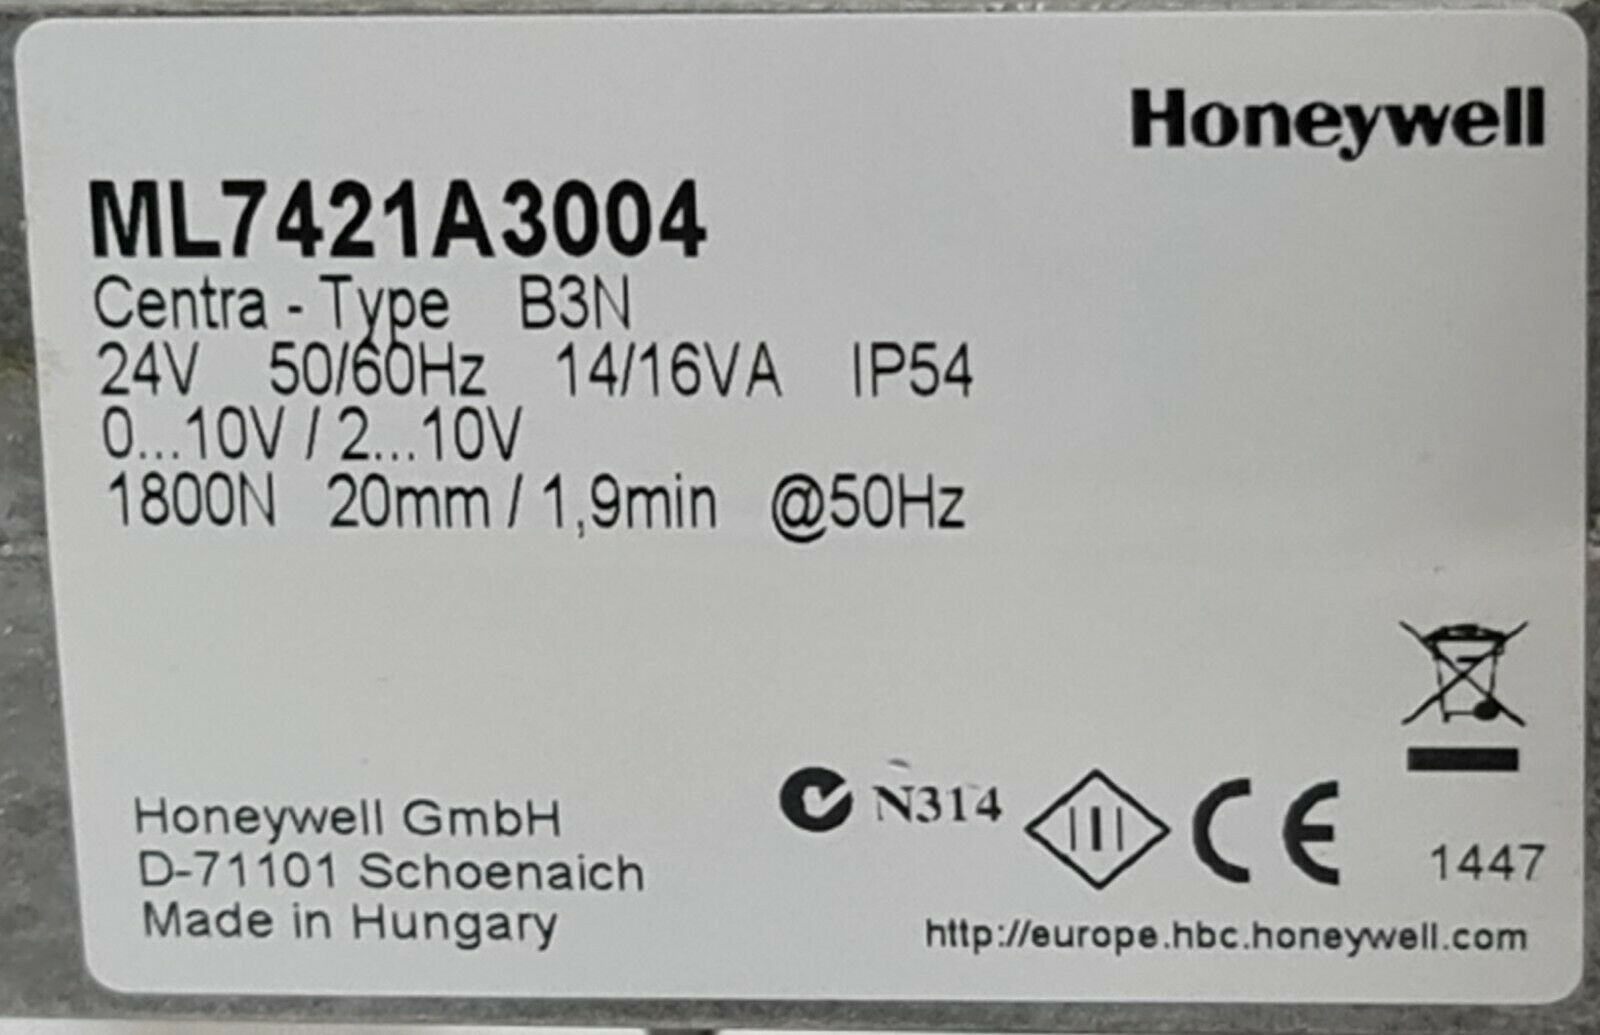 Honeywell
ML7421A3004
Centra - Type B3N
24V 50/60Hz 14/16VA IP54
0...10V / 2...10V
1800N 20mm / 1,9min @50Hz
Honeywell GmbH
D-71101 Schoenaich
Made in Hungary
N314
III
CE
1447
http://europe.hbc.honeywell.com